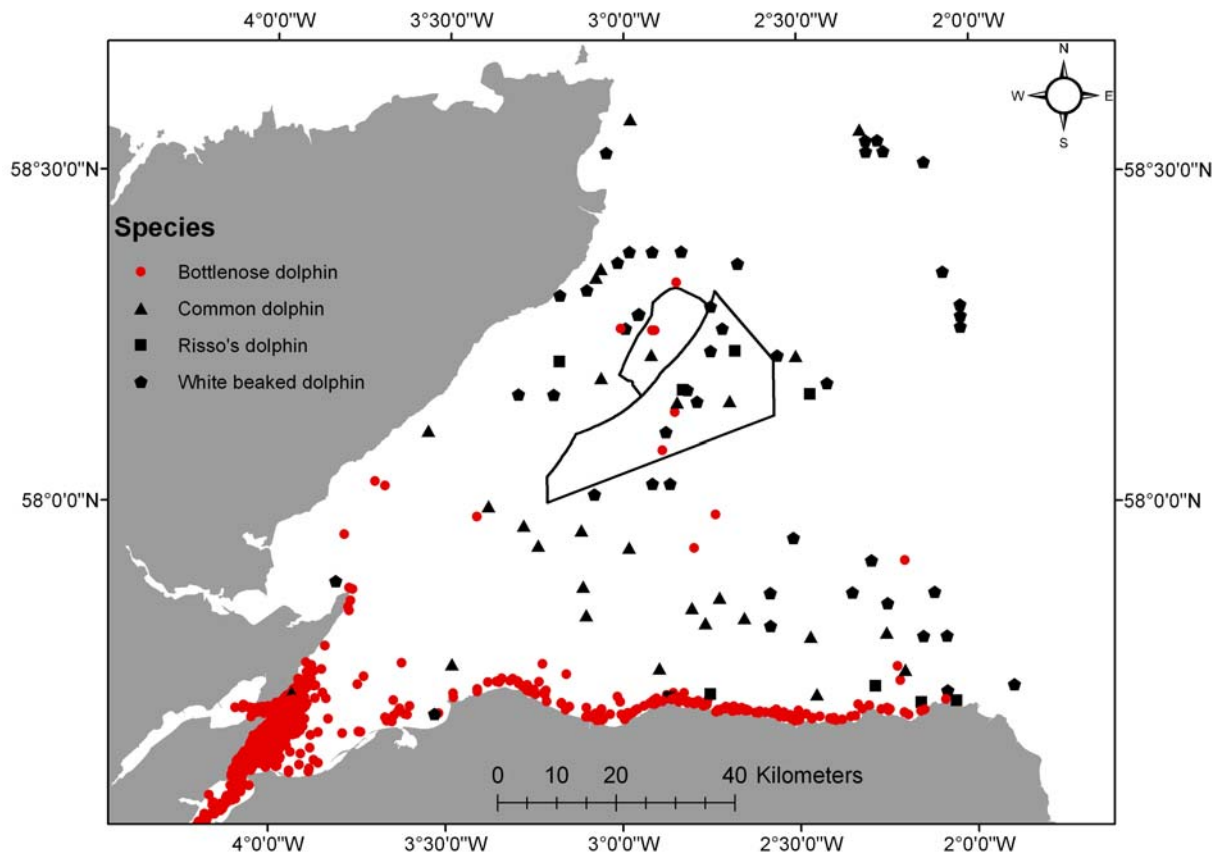 4°0'0"W 3°30'0"W 3°0'0"W 2°30'0"W 2°0'0"W
N
W E
S
58°30'0"N 58°30'0"N
Species
Bottlenose dolphin
Common dolphin
Risso's dolphin
White beaked dolphin
58°0'0"N 58°0'0"N
0 10 20 40 Kilometers
4°0'0"W 3°30'0"W 3°0'0"W 2°30'0"W 2°0'0"W